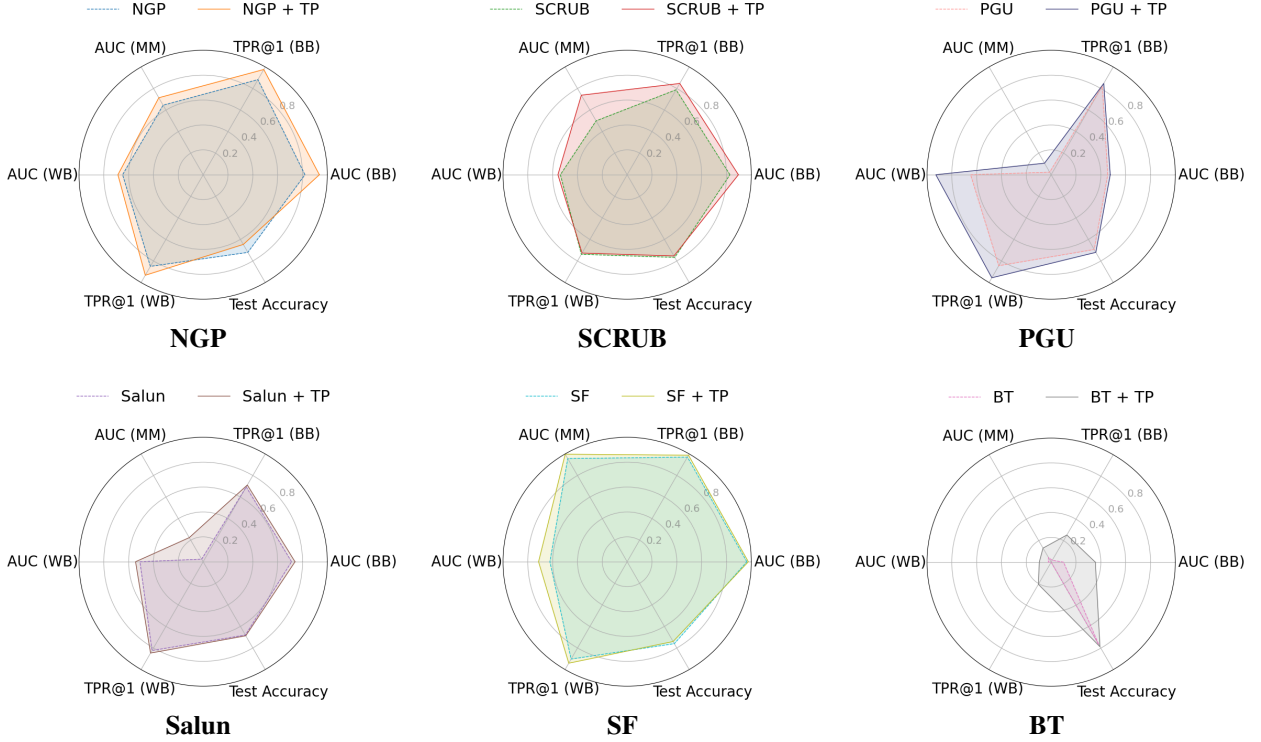 NGP NGP + TP
AUC (MM) TPR@1 (BB)
0.8
0.6
0.4
0.2
AUC (WB) AUC (BB)
TPR@1 (WB) Test Accuracy
NGP
SCRUB SCRUB + TP
AUC (MM) TPR@1 (BB)
0.8
0.6
0.4
0.2
AUC (WB) AUC (BB)
TPR@1 (WB) Test Accuracy
SCRUB
PGU PGU + TP
AUC (MM) TPR@1 (BB)
0.8
0.6
0.4
0.2
AUC (WB) AUC (BB)
TPR@1 (WB) Test Accuracy
PGU
Salun Salun + TP
AUC (MM) TPR@1 (BB)
0.8
0.6
0.4
0.2
AUC (WB) AUC (BB)
TPR@1 (WB) Test Accuracy
Salun
SF SF + TP
AUC (MM) TPR@1 (BB)
0.8
0.6
0.4
0.2
AUC (WB) AUC (BB)
TPR@1 (WB) Test Accuracy
SF
BT BT + TP
AUC (MM) TPR@1 (BB)
0.8
0.6
0.4
0.2
AUC (WB) AUC (BB)
TPR@1 (WB) Test Accuracy
BT